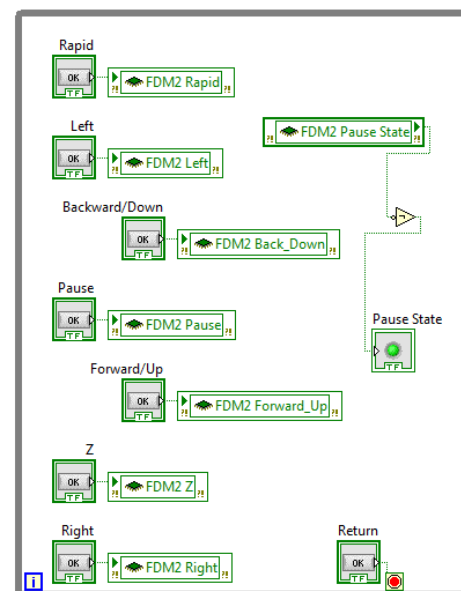 Rapid
OK
TF
?!
FDM2 Rapid
?!
Left
OK
TF
?!
FDM2 Left
?!
?!
FDM2 Pause State
?!
Backward/Down
OK
TF
?!
FDM2 Back_Down
?!
Pause
OK
TF
?!
FDM2 Pause
?!
Pause State
TF
Forward/Up
OK
TF
?!
FDM2 Forward_Up
?!
Z
OK
TF
?!
FDM2 Z
?!
Right
OK
TF
?!
FDM2 Right
?!
Return
OK
TF
i